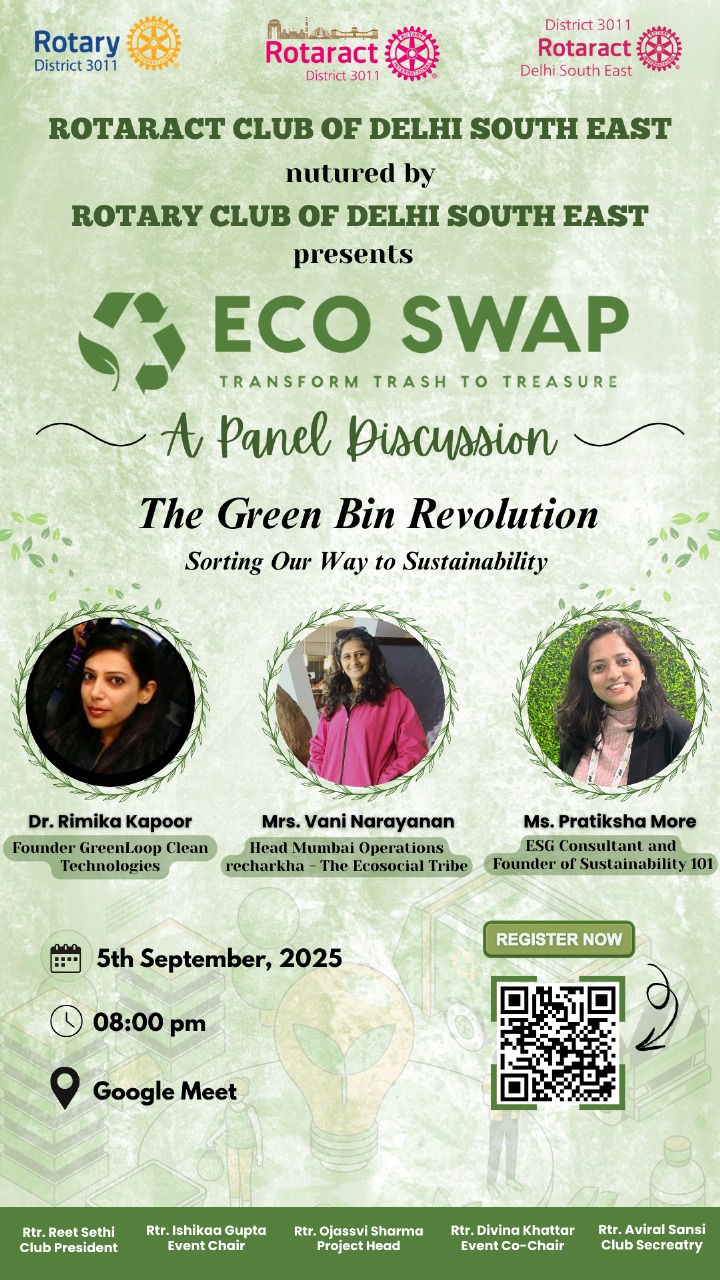 Rotary
District 3011
Rotaract
District 3011
District 3011
Rotaract
Delhi South East
ROTARACT CLUB OF DELHI SOUTH EAST
nutured by
ROTARY CLUB OF DELHI SOUTH EAST
presents
ECO SWAP
TRANSFORM TRASH TO TREASURE
A Panel Discussion
The Green Bin Revolution
Sorting Our Way to Sustainability
Dr. Rimika Kapoor
Founder GreenLoop Clean
Technologies
Mrs. Vani Narayanan
Head Mumbai Operations
recharkha - The Ecosocial Tribe
Ms. Pratiksha More
ESG Consultant and
Founder of Sustainability 101
5th September, 2025
08:00 pm
Google Meet
REGISTER NOW
Rtr. Reet Sethi
Club President
Rtr. Ishikaa Gupta
Event Chair
Rtr. Ojassvi Sharma
Project Head
Rtr. Divina Khattar
Event Co-Chair
Rtr. Aviral Sansi
Club Secreatry